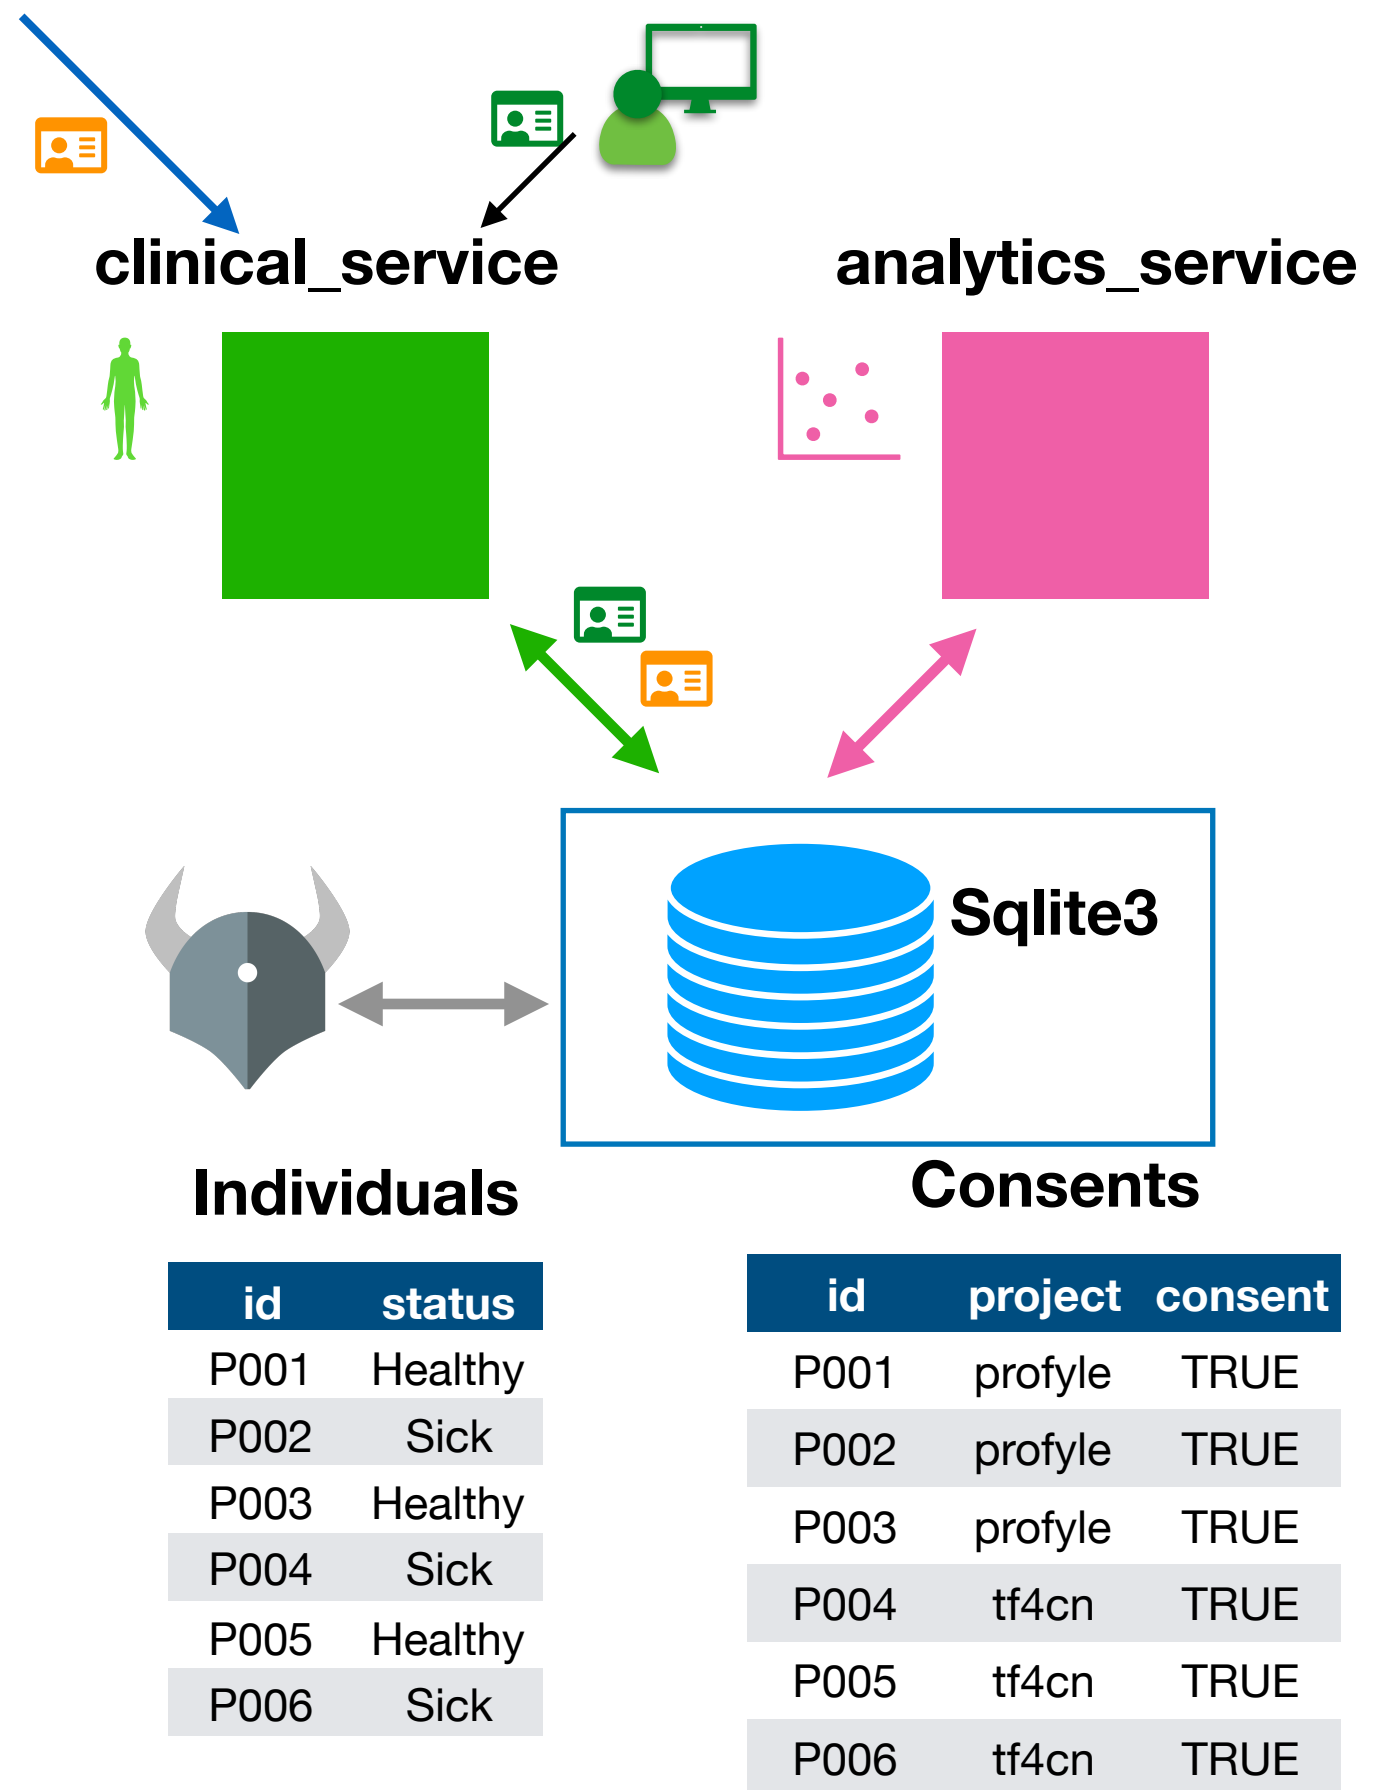 clinical_service
analytics_service
Sqlite3
Individuals
id status
P001 Healthy
P002 Sick
P003 Healthy
P004 Sick
P005 Healthy
P006 Sick
Consents
id project consent
P001 profyle TRUE
P002 profyle TRUE
P003 profyle TRUE
P004 tf4cn TRUE
P005 tf4cn TRUE
P006 tf4cn TRUE